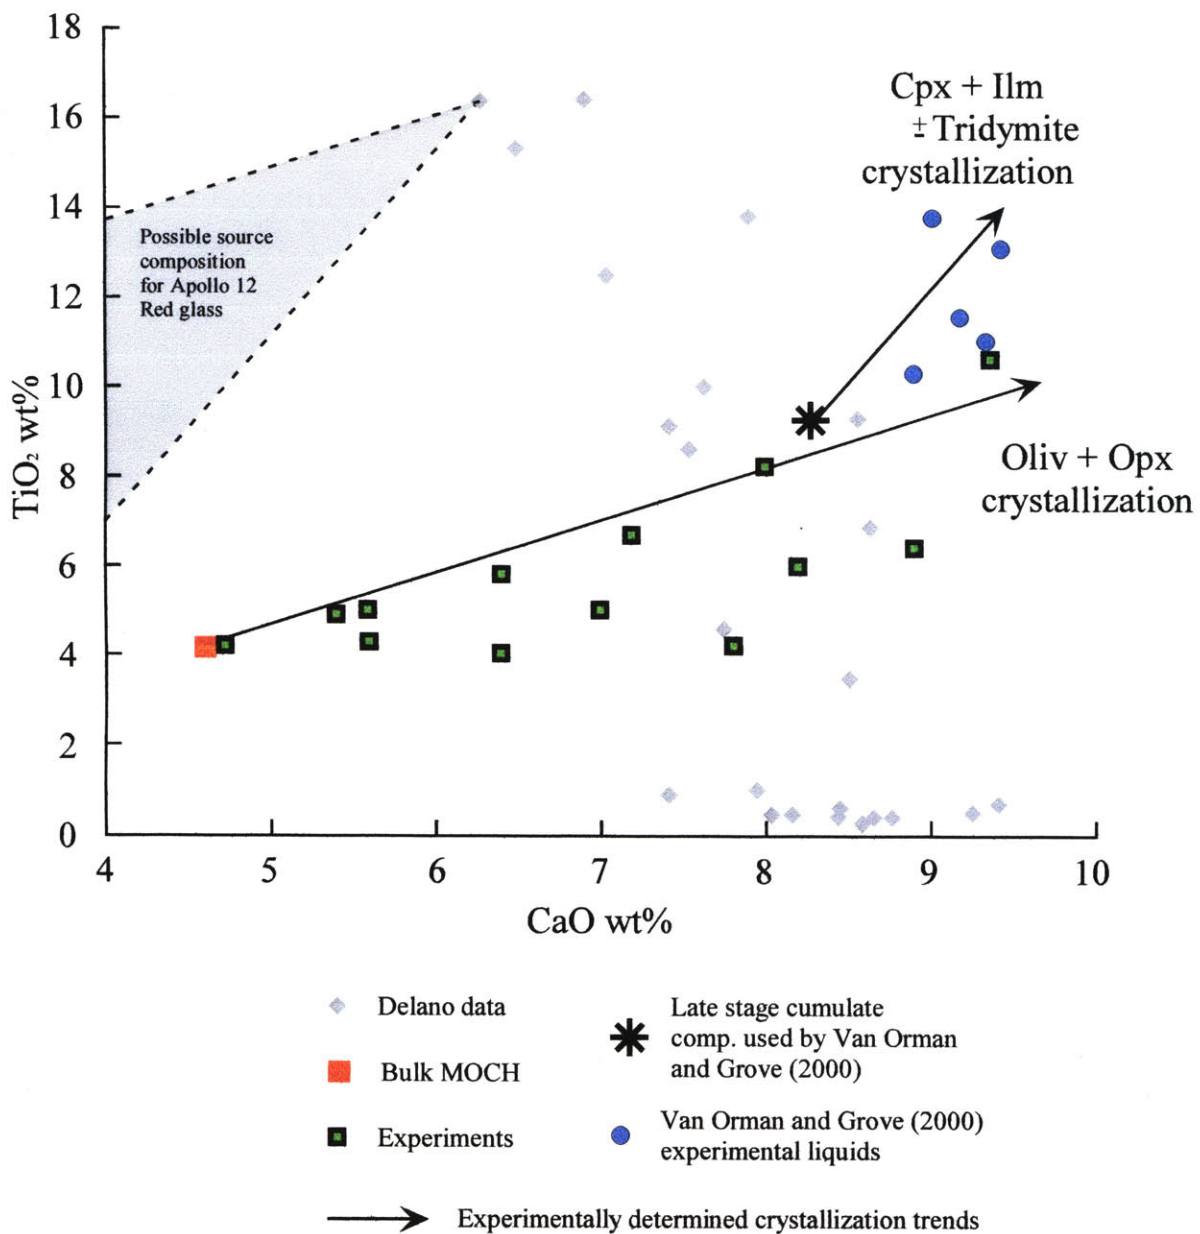 18
16
14
12
10
8
6
4
2
0
TiO₂ wt%
4
5
6
7
8
9
10
CaO wt%
Possible source
composition
for Apollo 12
Red glass
Cpx + Ilm
± Tridymite
crystallization
Oliv + Opx
crystallization
Delano data
Bulk MOCH
Experiments
Late stage cumulate
comp. used by Van Orman
and Grove (2000)
Van Orman and Grove (2000)
experimental liquids
Experimentally determined crystallization trends